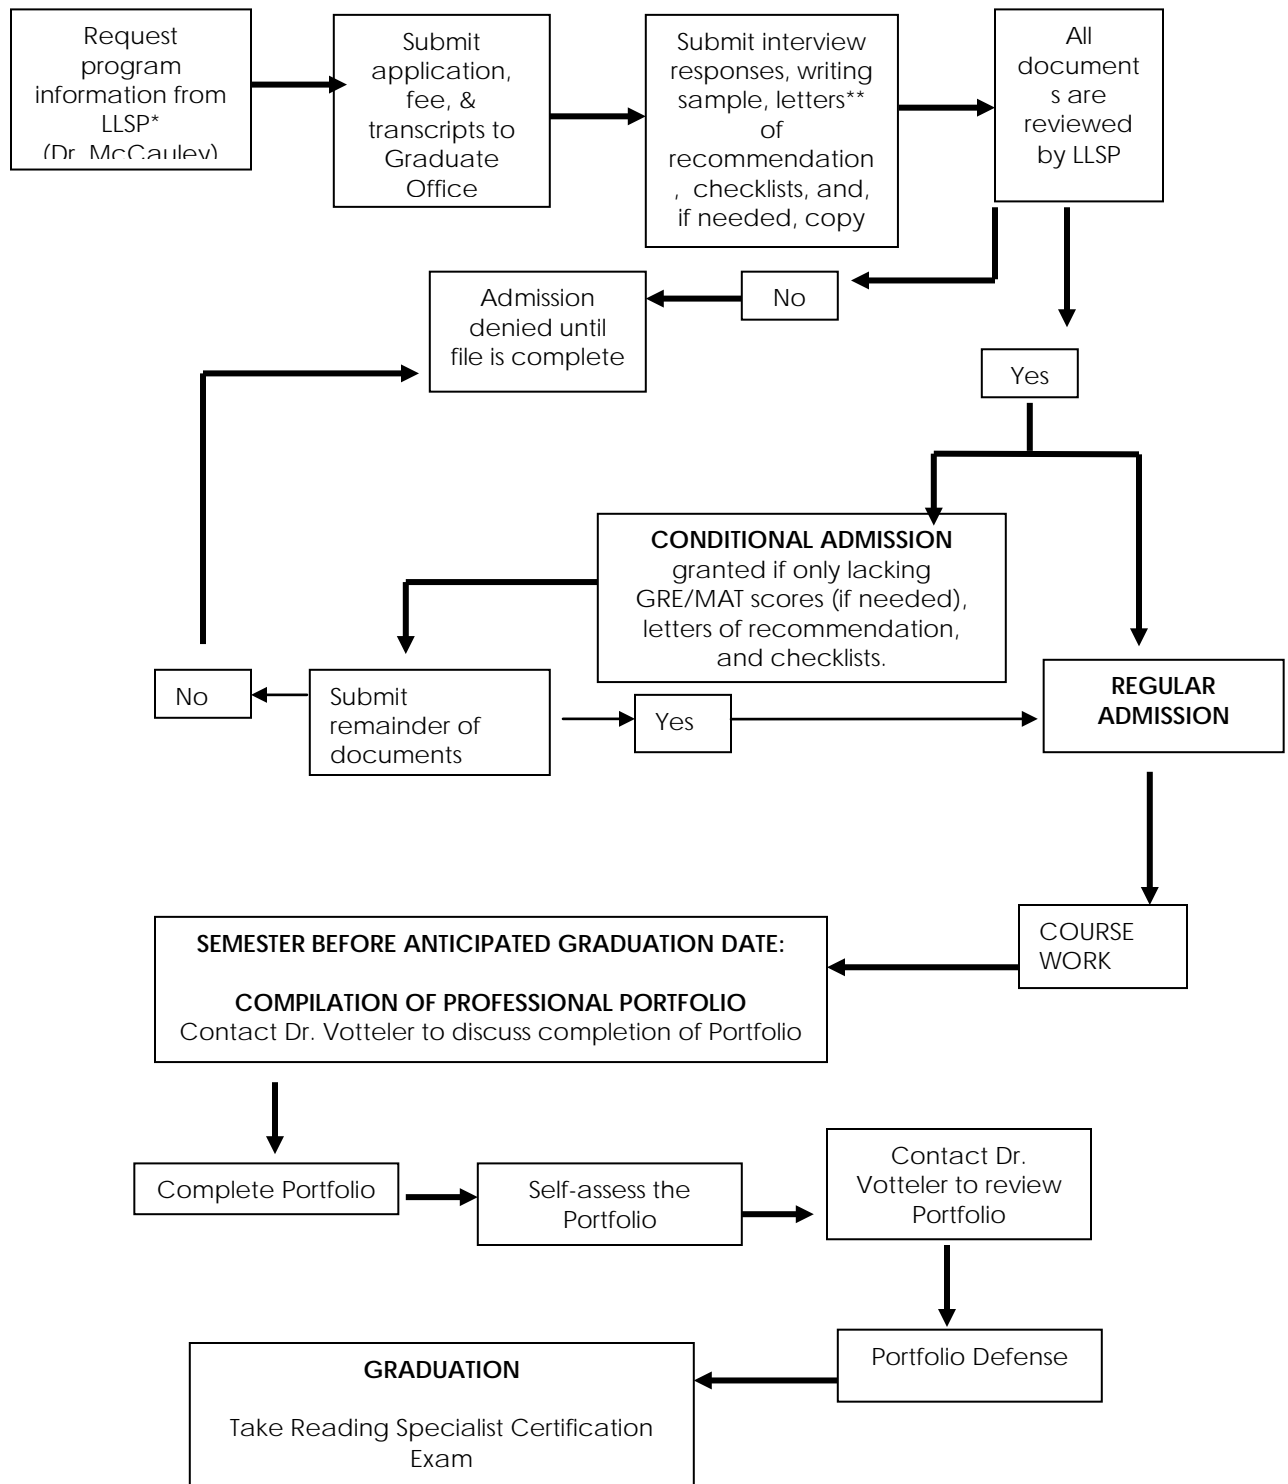 Request
program
information from
LLSP*
(Dr. McCauley)
Submit
application,
fee, &
transcripts to
Graduate
Office
Submit interview
responses, writing
sample, letters**
of
recommendation
, checklists, and,
if needed, copy
All
document
s are
reviewed
by LLSP
No
Admission
denied until
file is complete
Yes
CONDITIONAL ADMISSION
granted if only lacking
GRE/MAT scores (if needed),
letters of recommendation,
and checklists.
No
Submit
remainder of
documents
Yes
REGULAR
ADMISSION
COURSE
WORK
SEMESTER BEFORE ANTICIPATED GRADUATION DATE:
COMPILATION OF PROFESSIONAL PORTFOLIO
Contact Dr. Votteler to discuss completion of Portfolio
Complete Portfolio
Self-assess the
Portfolio
Contact Dr.
Votteler to review
Portfolio
Portfolio Defense
GRADUATION
Take Reading Specialist Certification
Exam